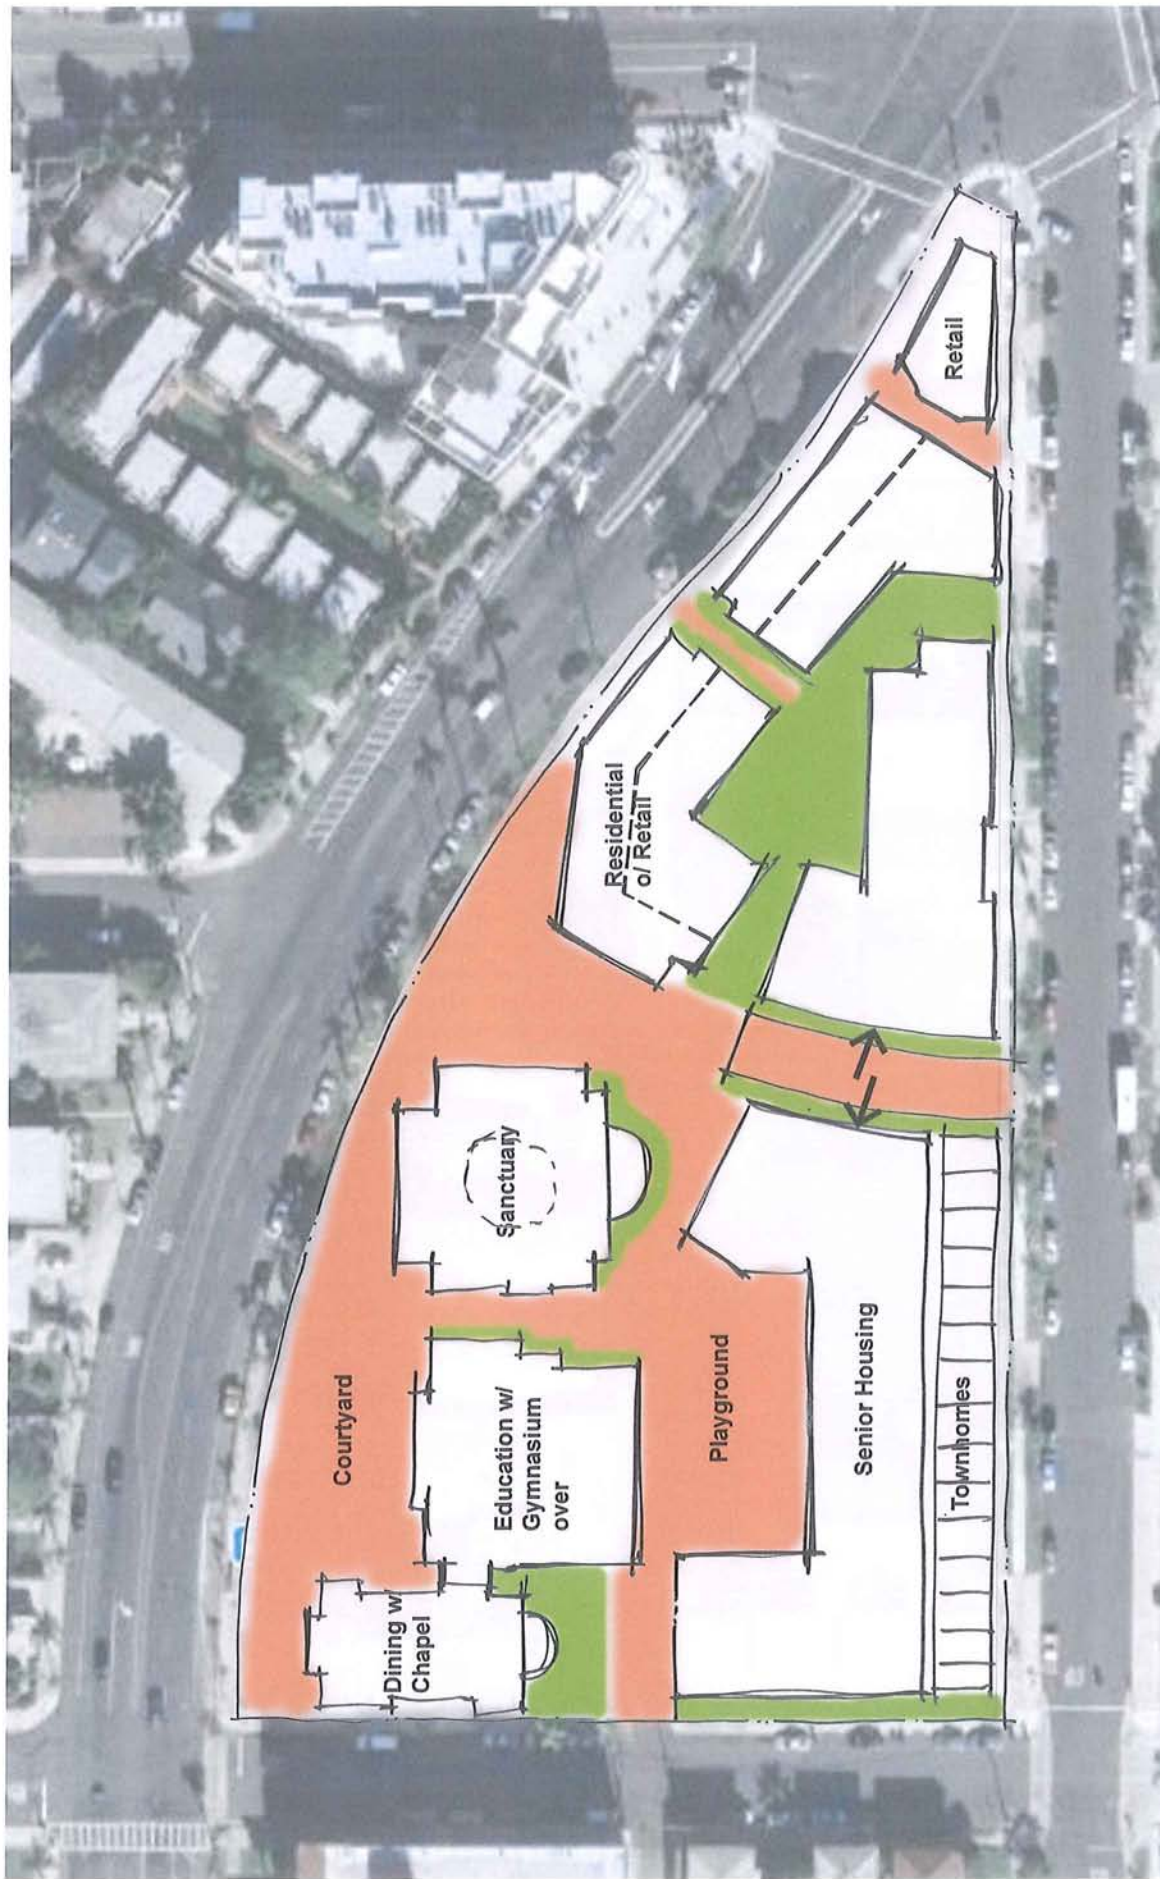 Retail
Residential
o/ Retail
Sanctuary
Courtyard
Education w/
Gymnasium
over
Playground
Senior Housing
Townhomes
Dining w/
Chapel